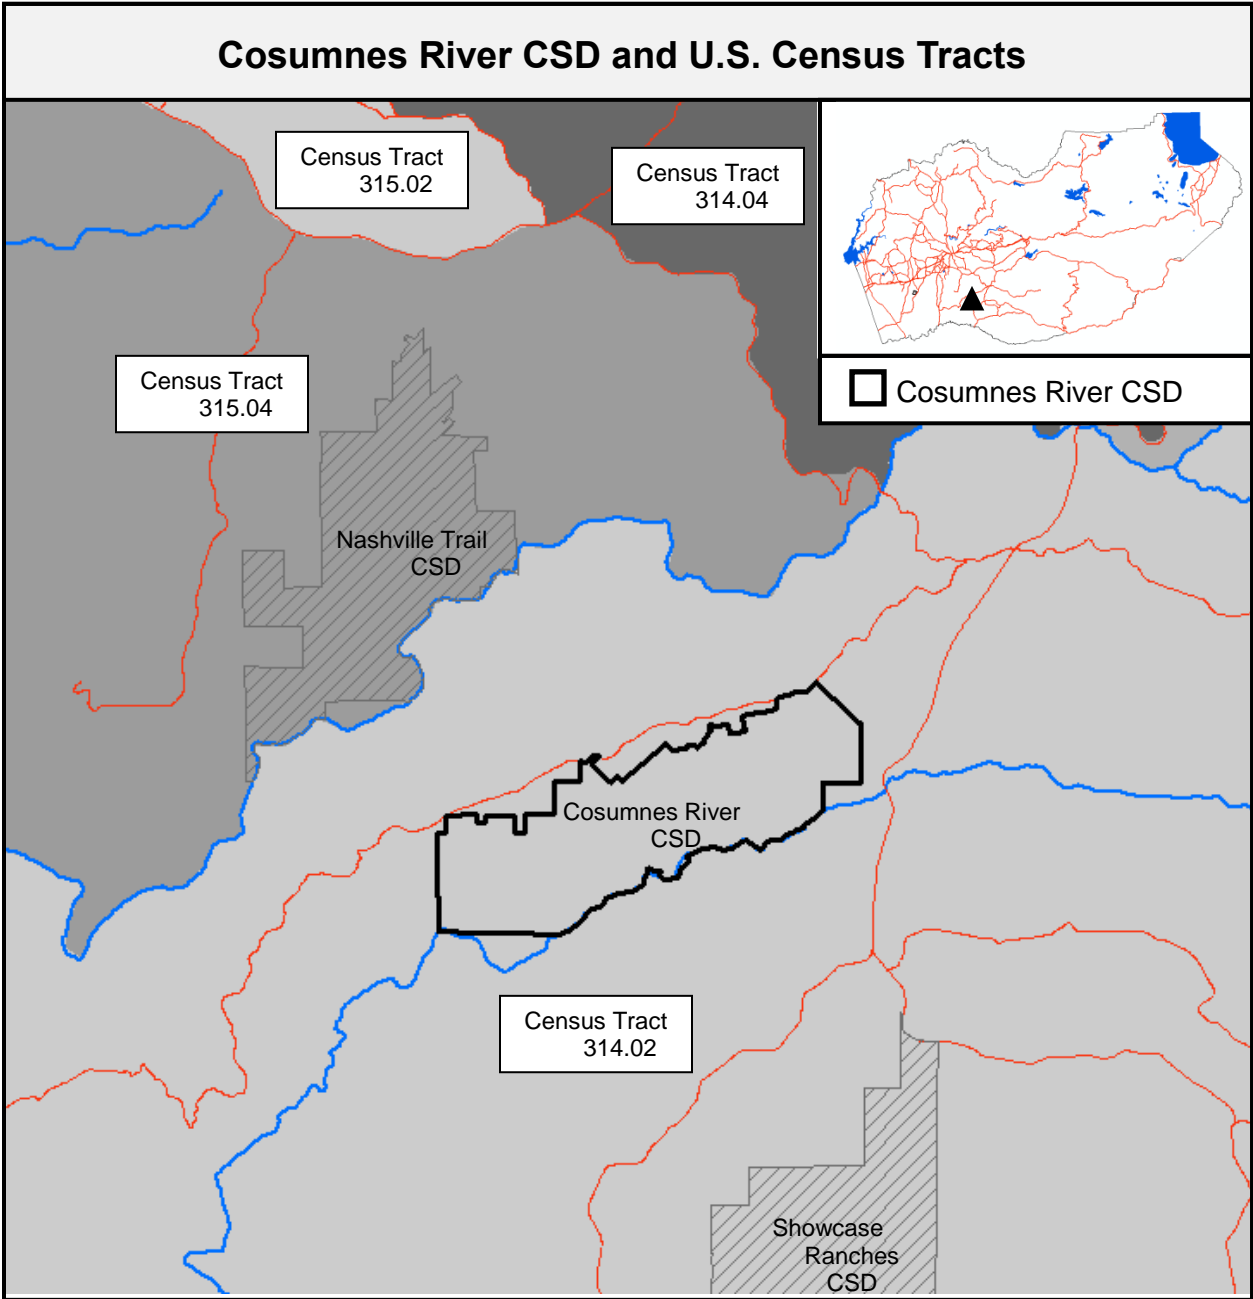 Cosumnes River CSD and U.S. Census Tracts
Census Tract
315.02
Census Tract
314.04
Census Tract
315.04
Cosumnes River CSD
Nashville Trail
CSD
Cosumnes River
CSD
Census Tract
314.02
Showcase
Ranches
CSD